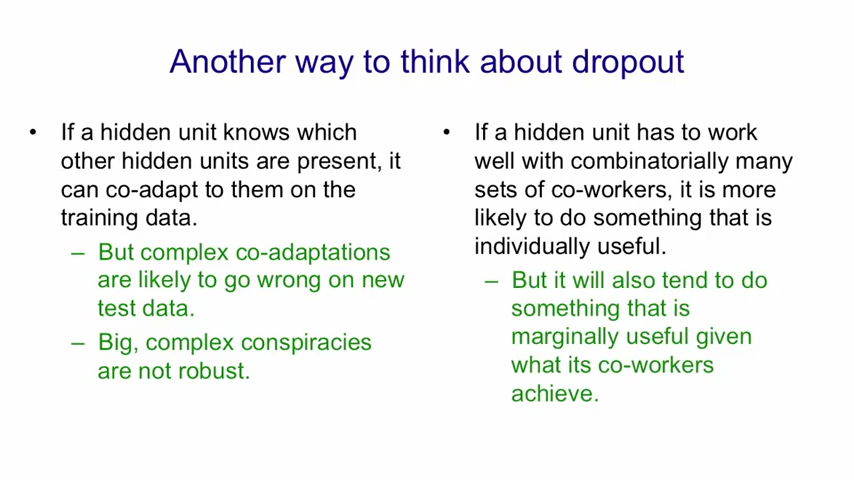 Another way to think about dropout
• If a hidden unit knows which
other hidden units are present, it
can co-adapt to them on the
training data.
– But complex co-adaptations
are likely to go wrong on new
test data.
– Big, complex conspiracies
are not robust.
• If a hidden unit has to work
well with combinatorially many
sets of co-workers, it is more
likely to do something that is
individually useful.
– But it will also tend to do
something that is
marginally useful given
what its co-workers
achieve.